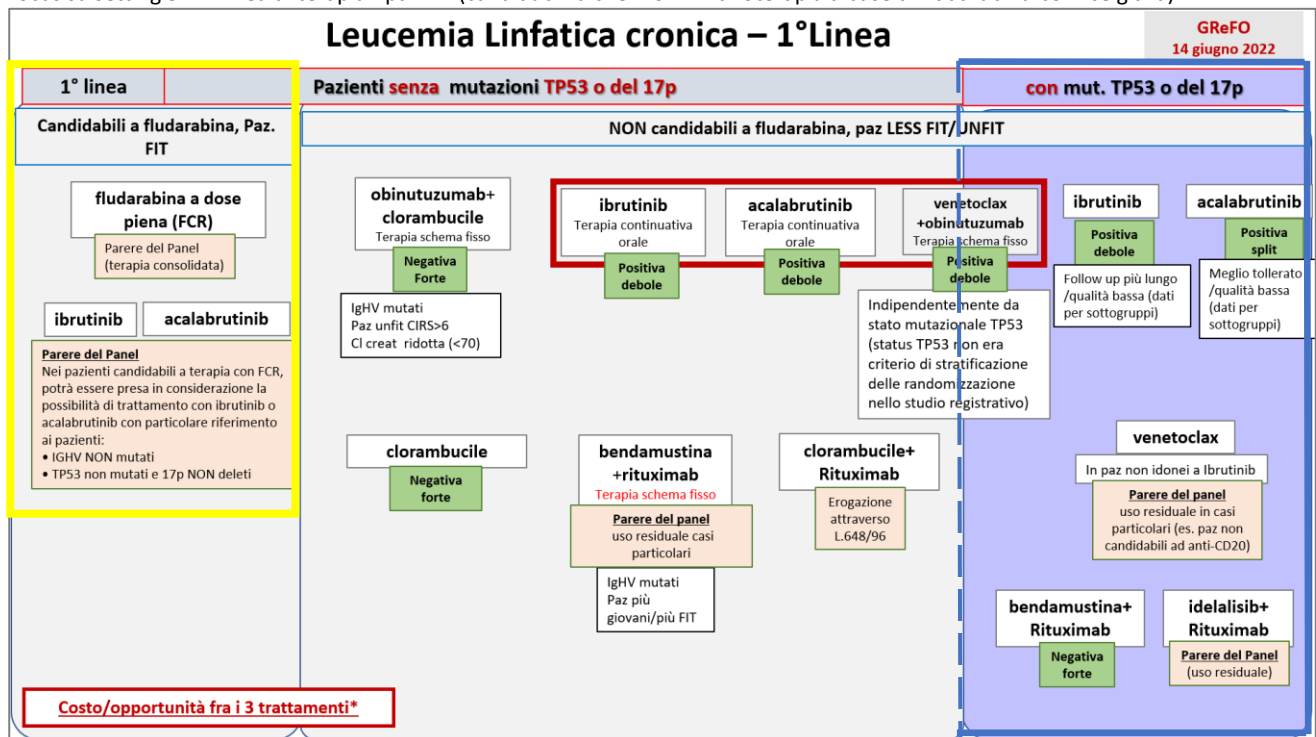 Leucemia Linfatica cronica – 1°Linea
GReFO
14 giugno 2022
1° linea
Pazienti senza mutazioni TP53 o del 17p
con mut. TP53 o del 17p
Candidabili a fludarabina, Paz.
FIT
NON candidabili a fludarabina, paz LESS FIT/UNFIT
fludarabina a dose
piena (FCR)
Parere del Panel
(terapia consolidata)
ibrutinib
acalabrutinib
Parere del Panel
Nei pazienti candidabili a terapia con FCR,
potrà essere presa in considerazione la
possibilità di trattamento con ibrutinib o
acalabrutinib con particolare riferimento
ai pazienti:
• IGHV NON mutati
• TP53 non mutati e 17p NON deleti
obinutuzumab+
clorambucile
Terapia schema fisso
Negativa
Forte
IgHV mutati
Paz unfit CIRS>6
Cl creat ridotta (<70)
ibrutinib
Terapia continuativa
orale
Positiva
debole
acalabrutinib
Terapia continuativa
orale
Positiva
debole
venetoclax
+obinutuzumab
Terapia schema fisso
Positiva
debole
Indipendentemente da
stato mutazionale TP53
(status TP53 non era
criterio di stratificazione
delle randomizzazione
nello studio registrativo)
clorambucile
Negativa
forte
bendamustina
+rituximab
Terapia schema fisso
Parere del panel
uso residuale casi
particolari
IgHV mutati
Paz più
giovani/più FIT
clorambucile+
Rituximab
Erogazione
attraverso
L.648/96
ibrutinib
Positiva
debole
Follow up più lungo
/qualità bassa (dati
per sottogruppi)
acalabrutinib
Positiva
split
Meglio tollerato
/qualità bassa
(dati per
sottogruppi)
venetoclax
In paz non idonei a Ibrutinib
Parere del panel
uso residuale in casi
particolari (es. paz non
candidabili ad anti-CD20)
bendamustina+
Rituximab
Negativa
forte
idelalisib+
Rituximab
Parere del Panel
(uso residuale)
Costo/opportunità fra i 3 trattamenti*